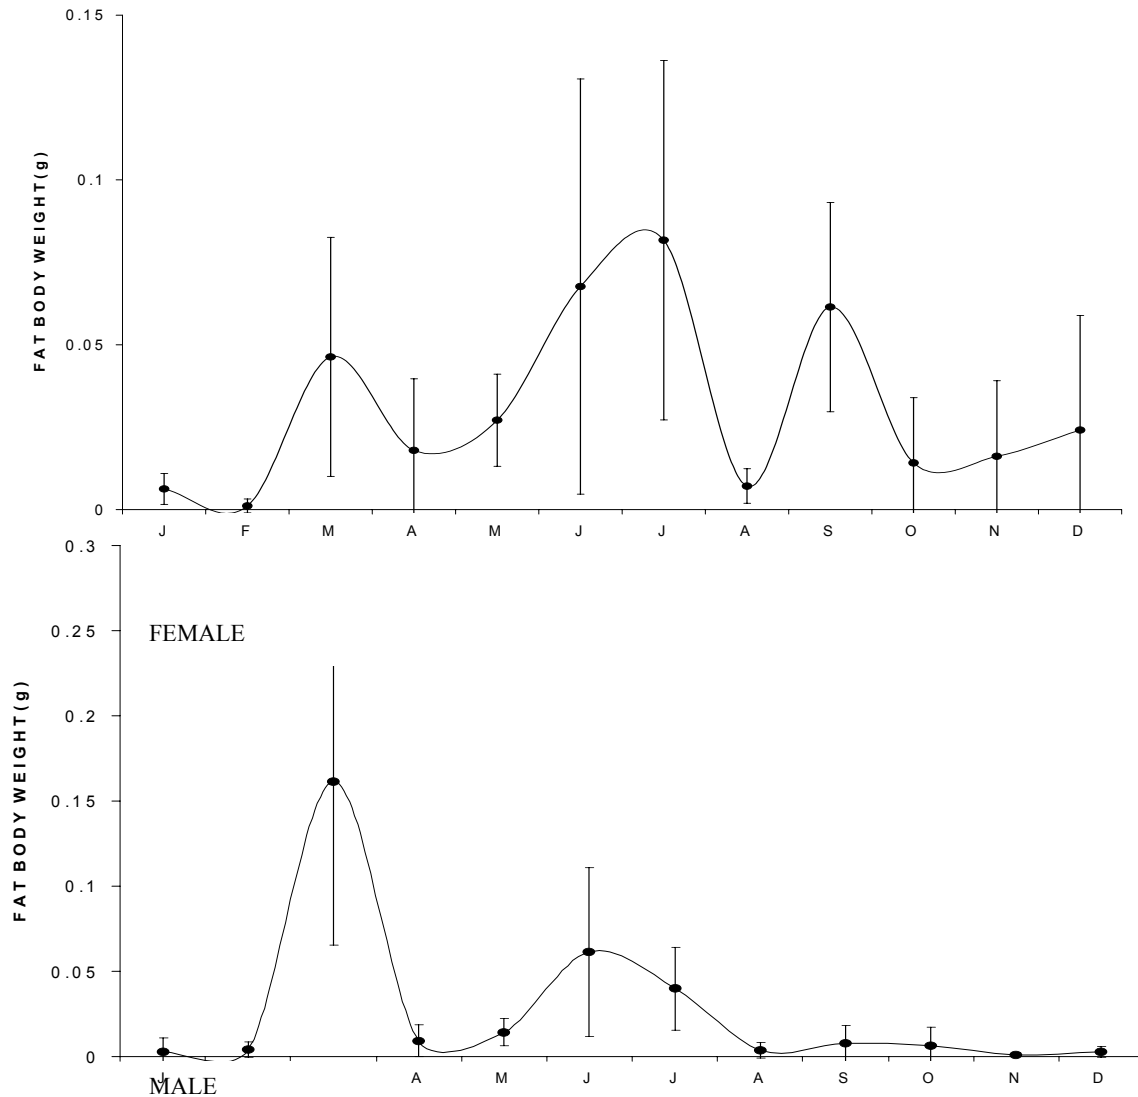 0.15
0.1
0.05
0
FAT BODY WEIGHT(g)
J F M A M J J A S O N D
0.3
0.25
0.2
0.15
0.1
0.05
0
FEMALE
FAT BODY WEIGHT(g)
J A M J J A S O N D
MALE